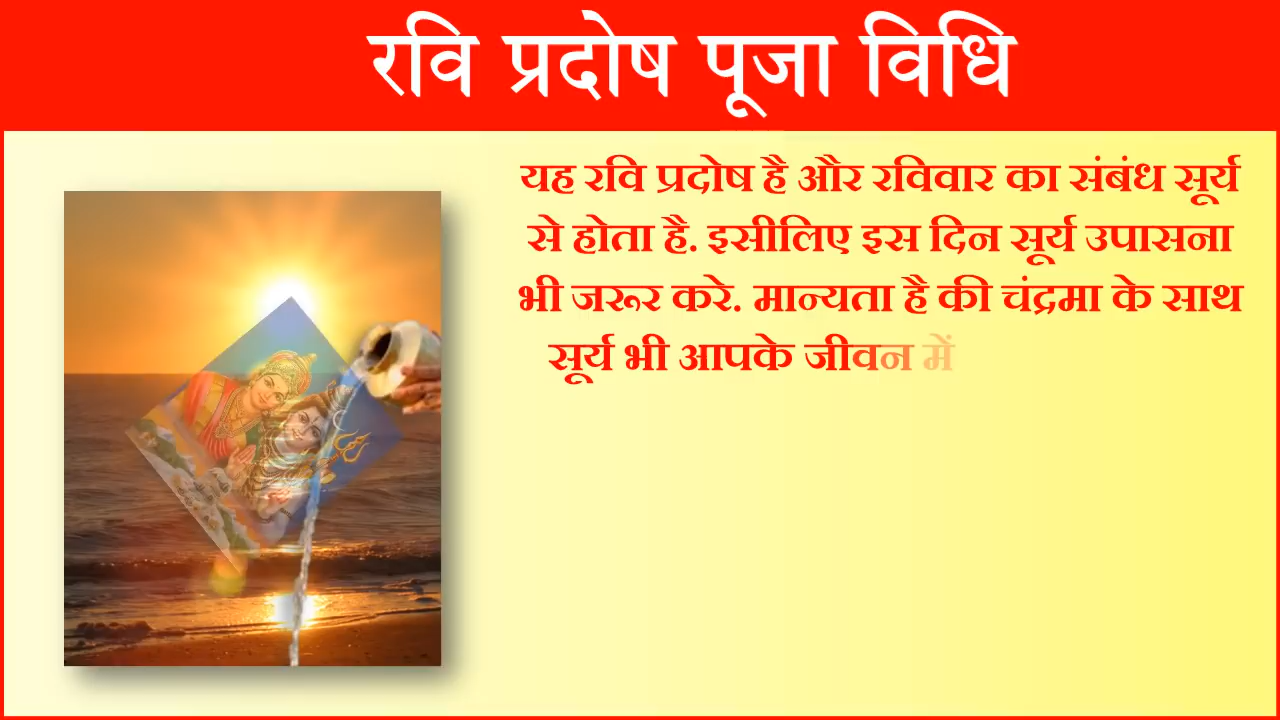 रवि प्रदोष पूजा विधि
यह रवि प्रदोष है और रविवार का संबंध सूर्य
से होता है. इसीलिए इस दिन सूर्य उपासना
भी जरूर करे. मान्यता है की चंद्रमा के साथ
सूर्य भी आपके जीवन में